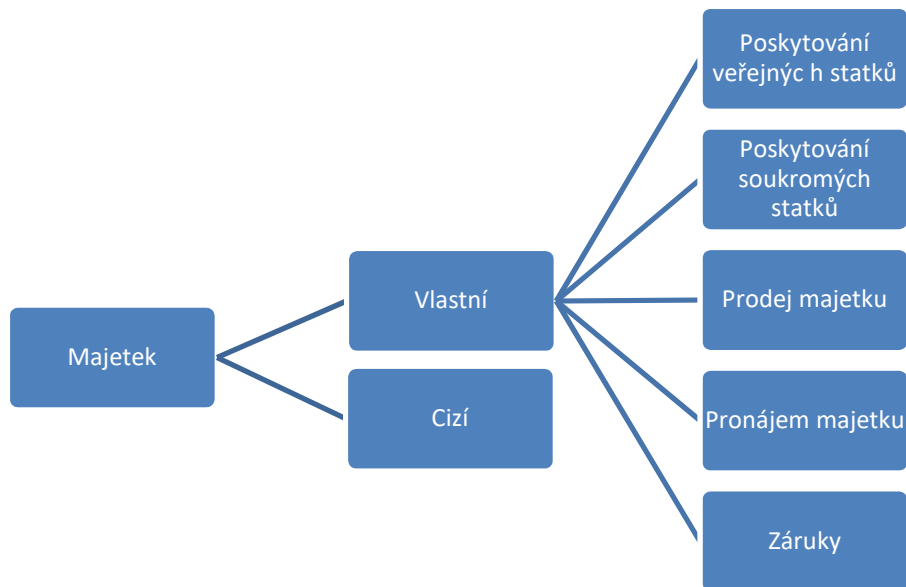 Majetek
Vlastní
Cizí
Poskytování
veřejnýc h statků
Poskytování
soukromých
statků
Prodej majetku
Pronájem majetku
Záruky